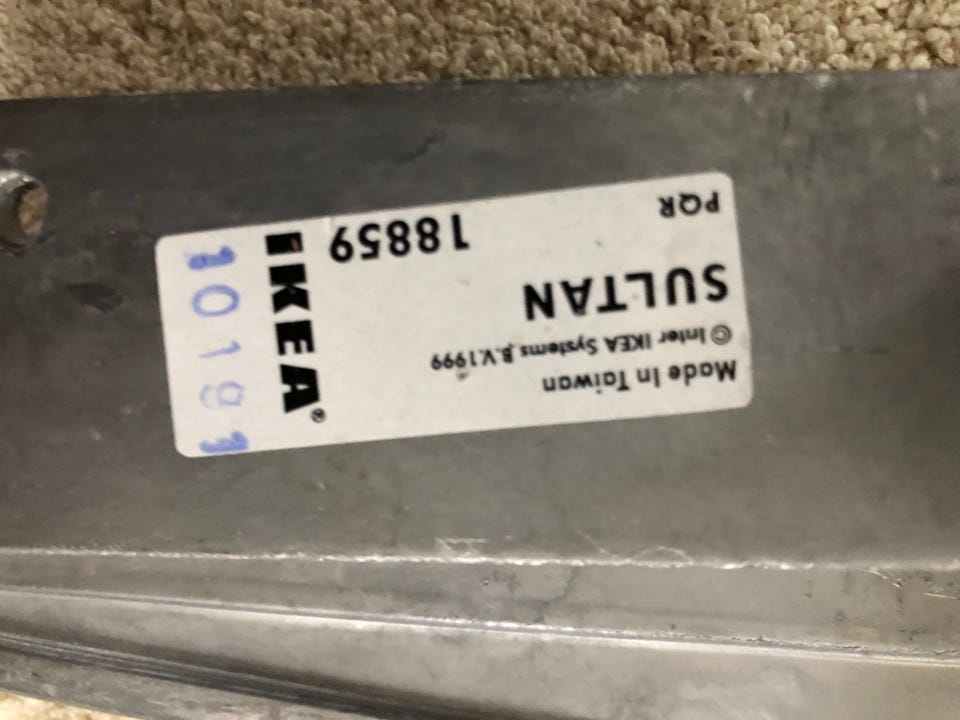 Made In Taiwan
© Inter IKEA Systems B.V.1999
SULTAN
PQR 18859
IKEA®